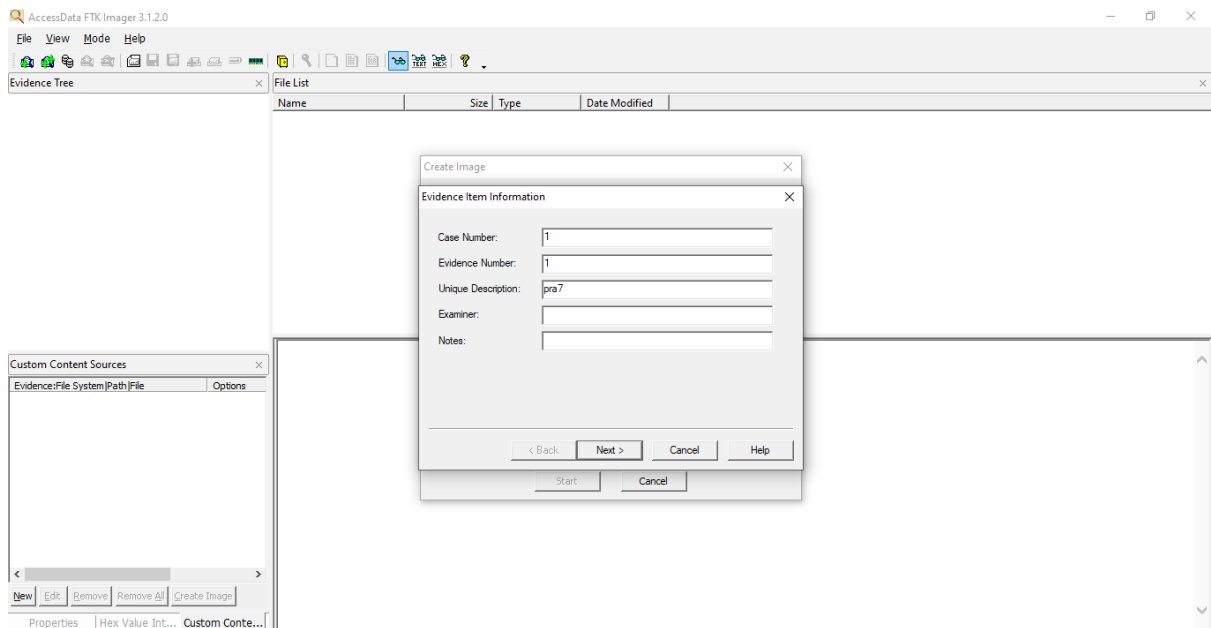 AccessData FTK Imager 3.1.2.0
File View Mode Help
TEXT HEX ?
Evidence Tree
File List
Name Size Type Date Modified
Create Image
Evidence Item Information
Case Number: 1
Evidence Number: 1
Unique Description: pra7
Examiner:
Notes:
< Back Next > Cancel Help
Start Cancel
Custom Content Sources
Evidence:File System|Path|File Options
New Edit Remove Remove All Create Image
Properties Hex Value Int... Custom Conte...